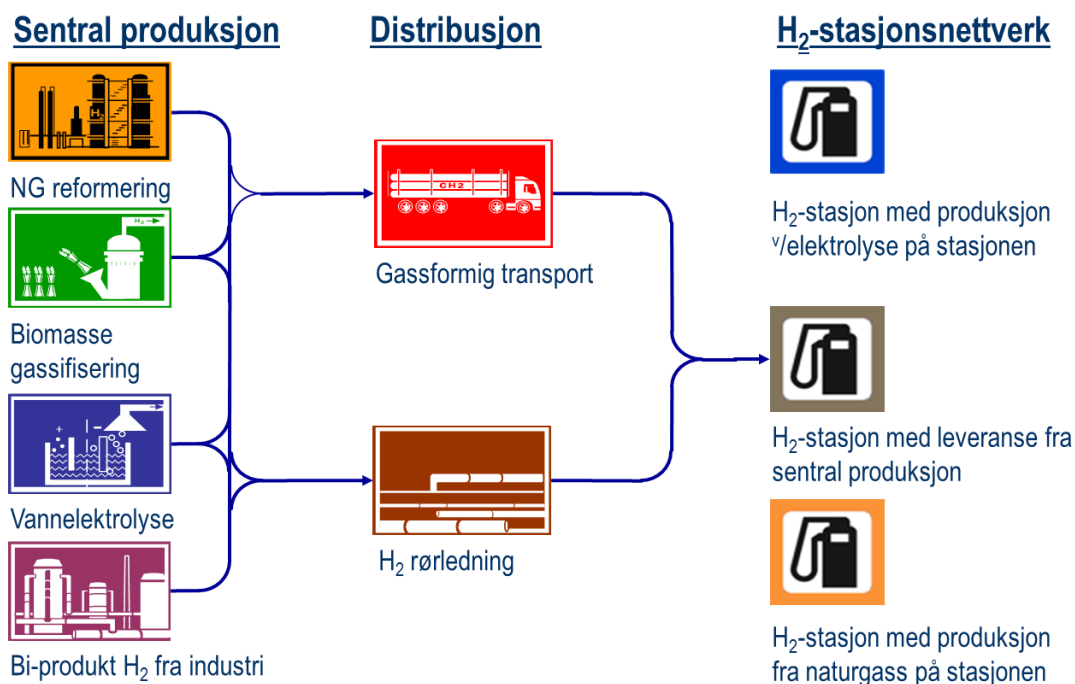 Sentral produksjon
Distribusjon
H₂-stasjonsnettverk
H₂
NG reformering
H₂
Biomasse
gassifisering
+
-
Vannelektrolyse
Bi-produkt H₂ fra industri
CH2
Gassformig transport
H₂ rørledning
H₂-stasjon med produksjon
v/elektrolyse på stasjonen
H₂-stasjon med leveranse fra
sentral produksjon
H₂-stasjon med produksjon
fra naturgass på stasjonen